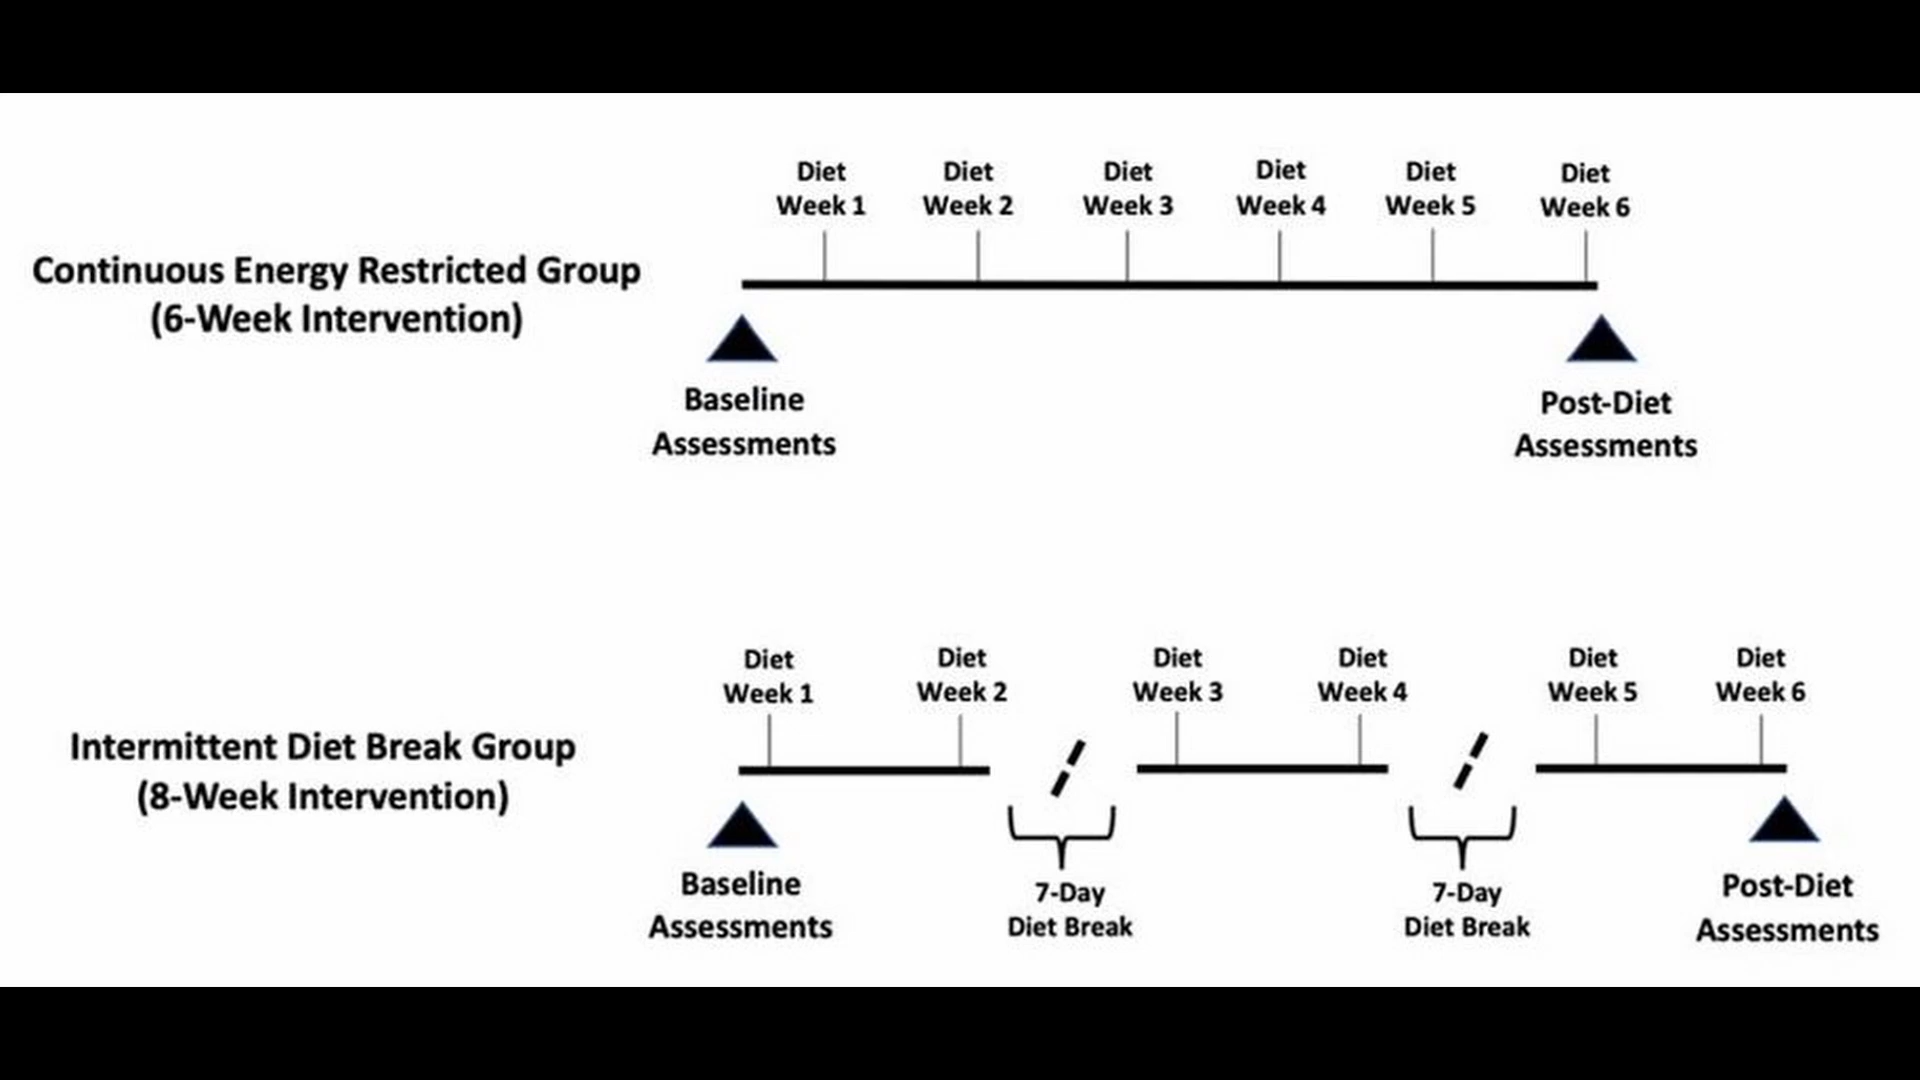 Diet
Week 1
Diet
Week 2
Diet
Week 3
Diet
Week 4
Diet
Week 5
Diet
Week 6
Continuous Energy Restricted Group
(6-Week Intervention)
Baseline
Assessments
Post-Diet
Assessments
Diet
Week 1
Diet
Week 2
Diet
Week 3
Diet
Week 4
Diet
Week 5
Diet
Week 6
Intermittent Diet Break Group
(8-Week Intervention)
Baseline
Assessments
7-Day
Diet Break
7-Day
Diet Break
Post-Diet
Assessments